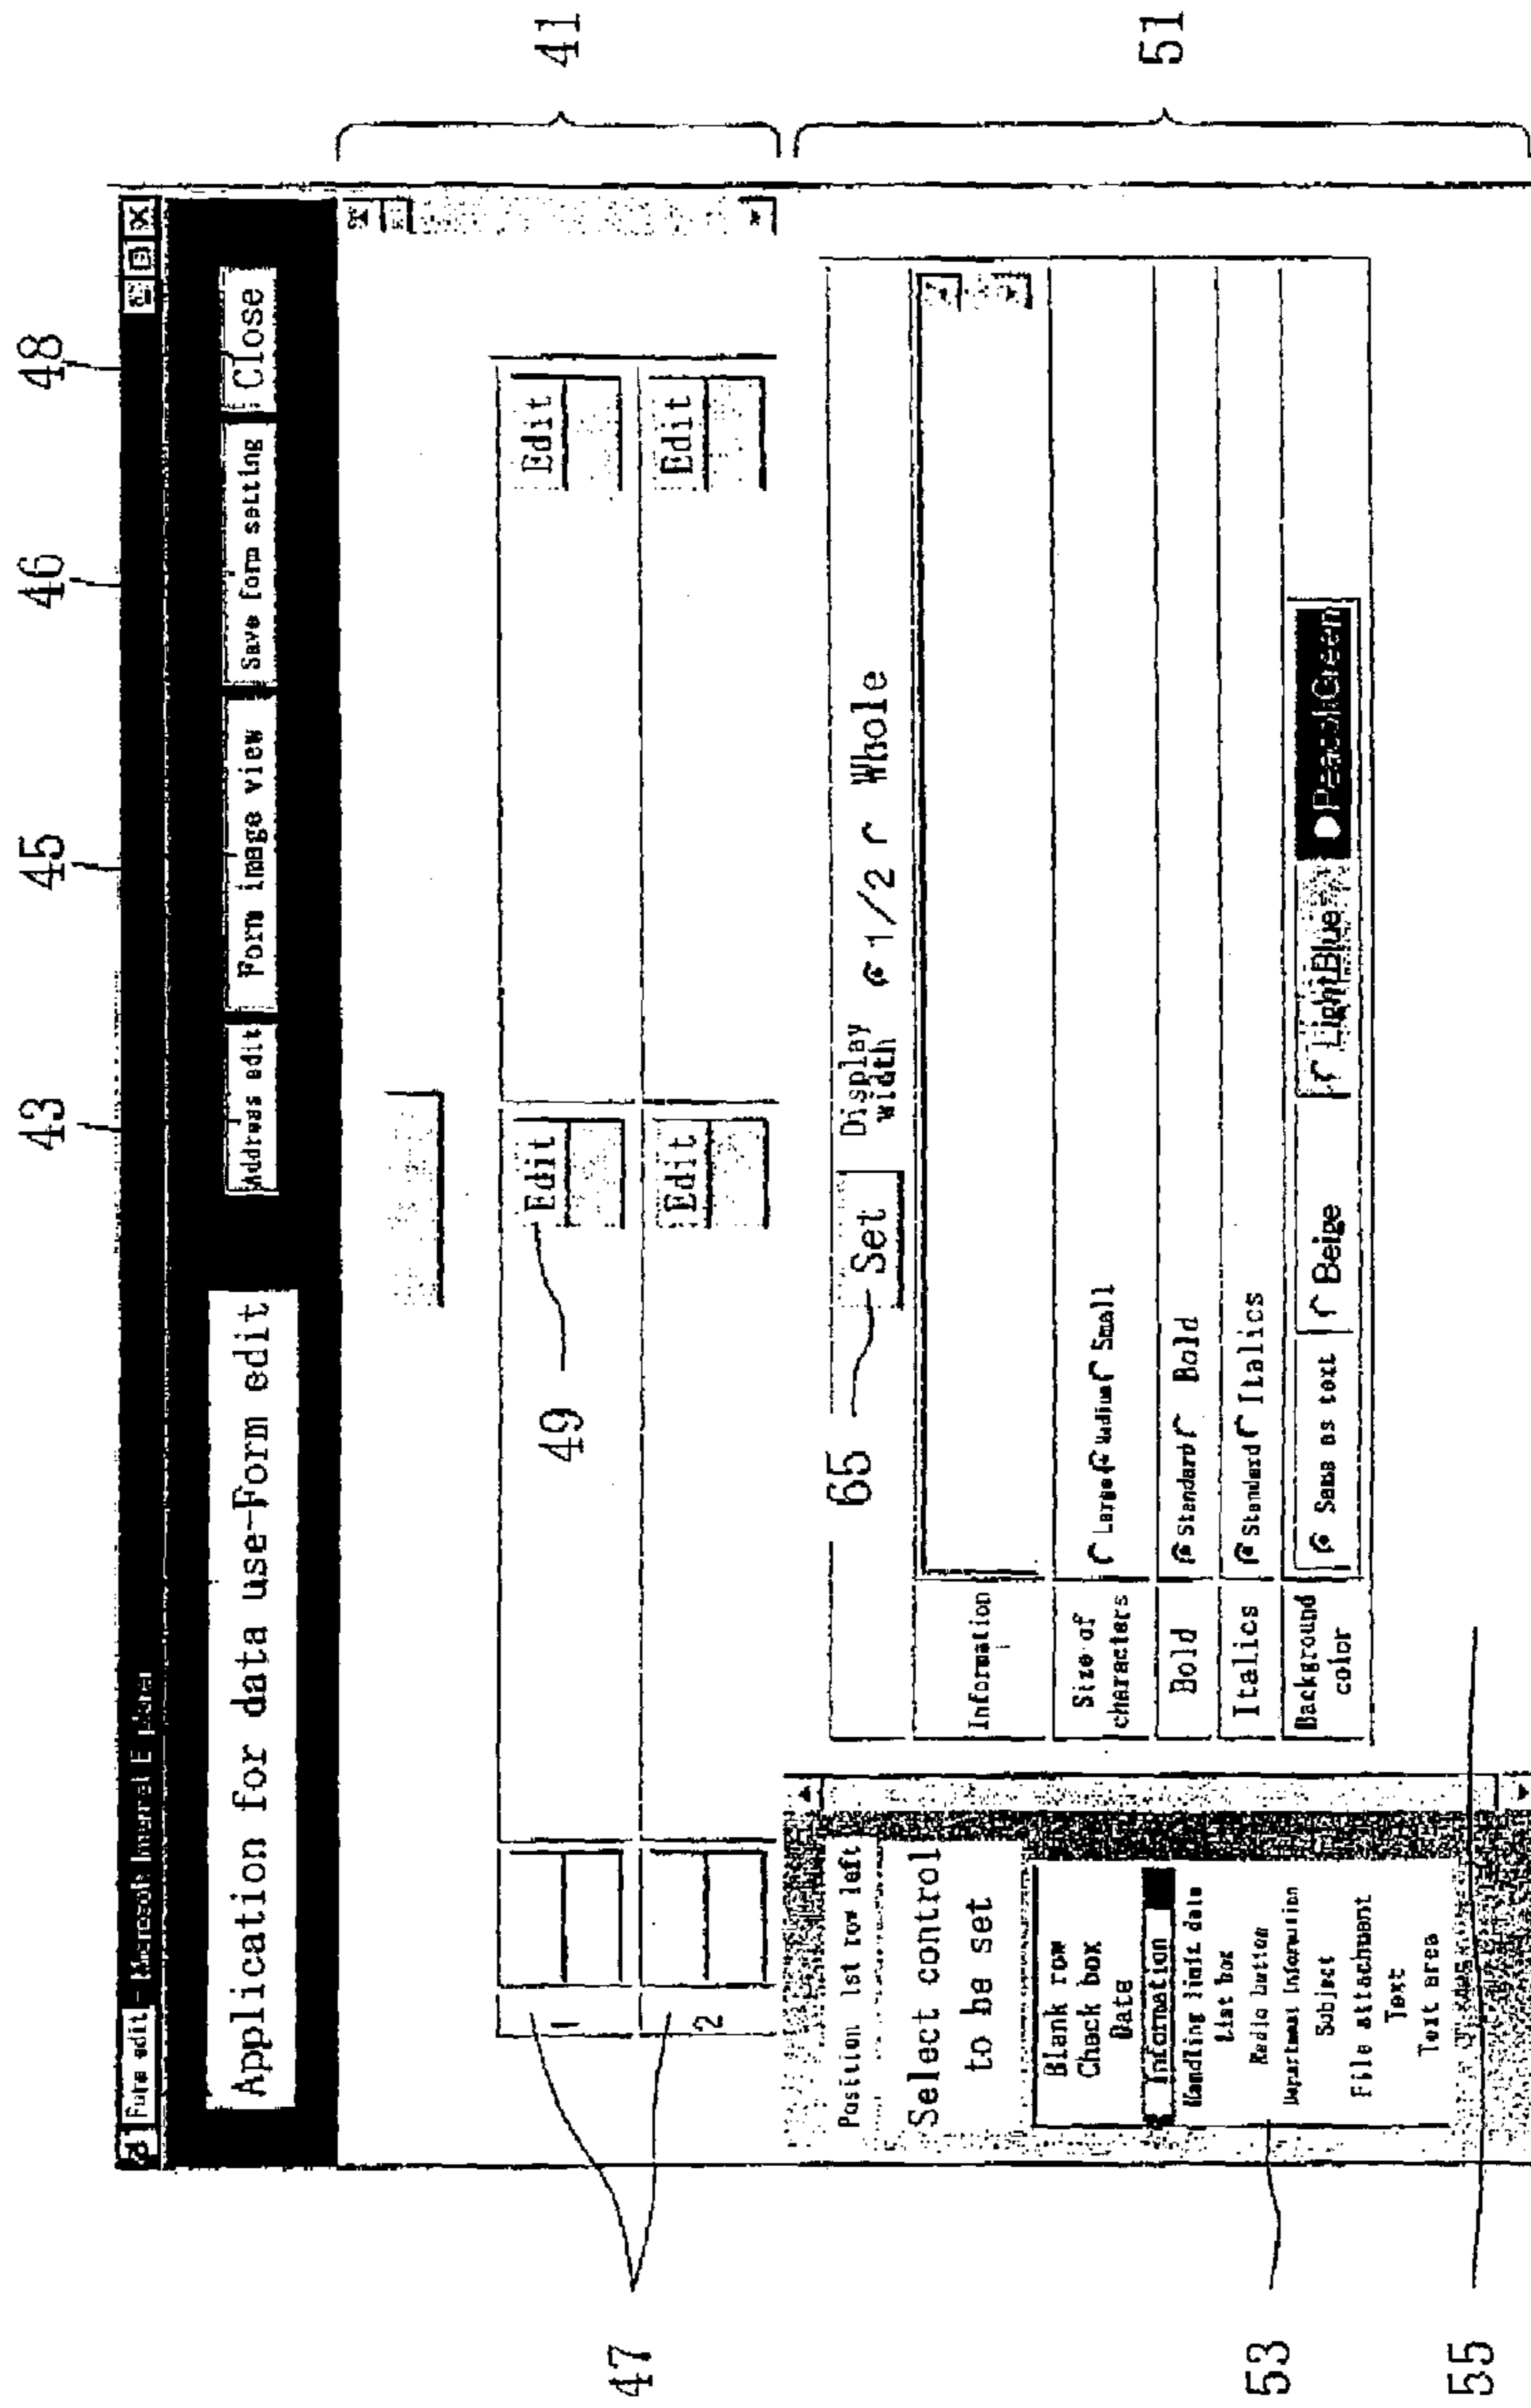 43 45 46 48
Form edit - Microsoft Internet Explorer
Application for data use-Form edit
Address edit Form image view Save form setting Close
41
47
1 Edit Edit
49
2 Edit Edit
51
65
Position 1st row left
Set Display width 1/2 Whole
Select control
to be set
Blank row
Check box
Date
Information
Handling limit date
List box
Radio button
Department information
Subject
File attachment
Text
Text area
Information
Size of characters Large Medium Small
Bold Standard Bold
Italics Standard Italics
Background color Same as text Beige LightBlue
53
55